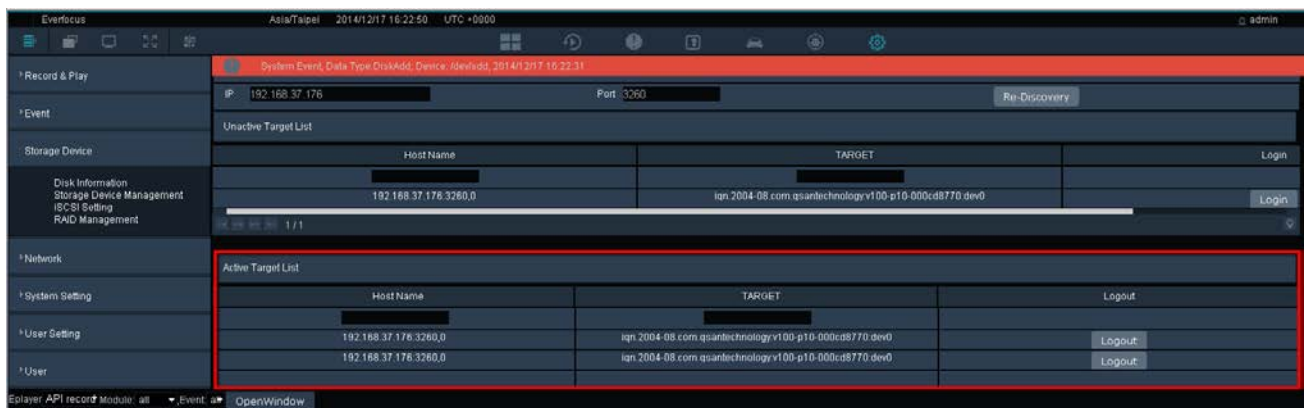 Everfocus Asia/Taipei 2014/12/17 16:22:50 UTC +0000 admin
Record & Play
Event
Storage Device
Disk Information
Storage Device Management
iSCSI Setting
RAID Management
Network
System Setting
User Setting
User
System Event, Data Type:DiskAdd, Device: /dev/sdd, 2014/12/17 16:22:31
IP 192.168.37.176 Port 3260 Re-Discovery
Unactive Target List
Host Name TARGET Login
192.168.37.176:3260,0 iqn.2004-08.com.qsantechnology:v100-p10-000cd8770:dev0 Login
1/1
Active Target List
Host Name TARGET Logout
192.168.37.176:3260,0 iqn.2004-08.com.qsantechnology:v100-p10-000cd8770:dev0 Logout
192.168.37.176:3260,0 iqn.2004-08.com.qsantechnology:v100-p10-000cd8770:dev0 Logout
Eplayer API record Module: all ,Event: all OpenWindow